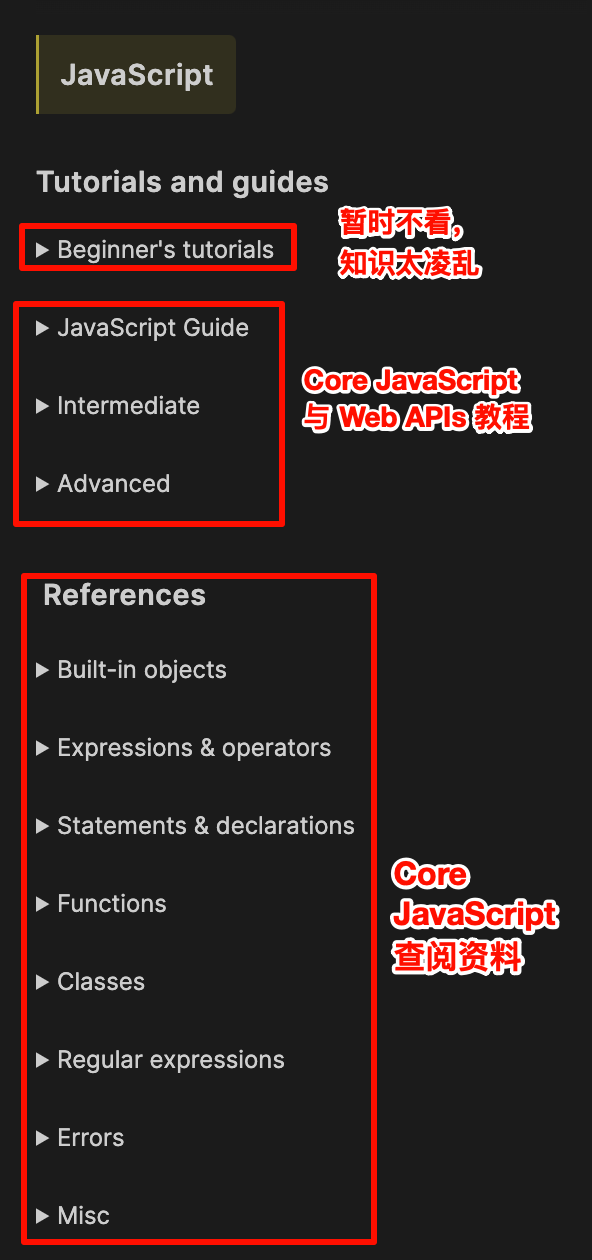 JavaScript
Tutorials and guides
Beginner's tutorials
暂时不看，
知识太凌乱
JavaScript Guide
Intermediate
Advanced
Core JavaScript
与 Web APIs 教程
References
Built-in objects
Expressions & operators
Statements & declarations
Functions
Classes
Regular expressions
Errors
Misc
Core
JavaScript
查阅资料